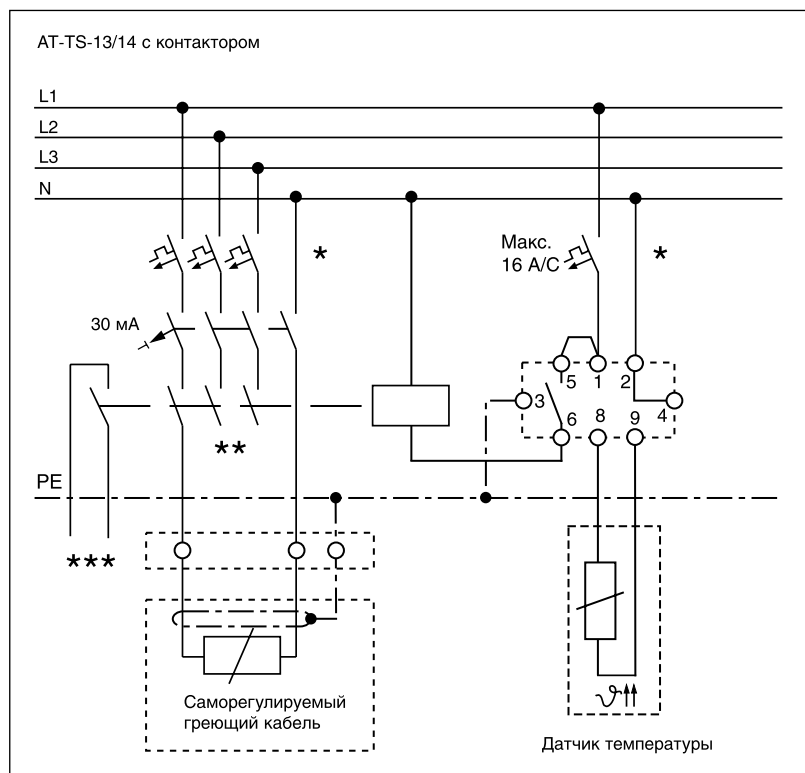 AT-TS-13/14 с контактором
L1
L2
L3
N
*
Макс.
16 А/С
*
30 мА
5 1 2
3 4
6 8 9
**
PE
***
Саморегулируемый
греющий кабель
ϑ
Датчик температуры